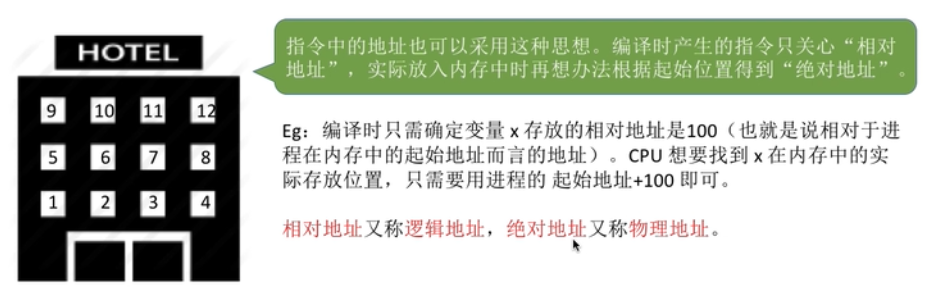 HOTEL
9 10 11 12
5 6 7 8
1 2 3 4
指令中的地址也可以采用这种思想。编译时产生的指令只关心“相对
地址”，实际放入内存中时再想办法根据起始位置得到“绝对地址”。
Eg：编译时只需确定变量 x 存放的相对地址是100（也就是说相对于进
程在内存中的起始地址而言的地址）。CPU 想要找到 x 在内存中的实
际存放位置，只需要用进程的 起始地址+100 即可。
相对地址又称逻辑地址，绝对地址又称物理地址。